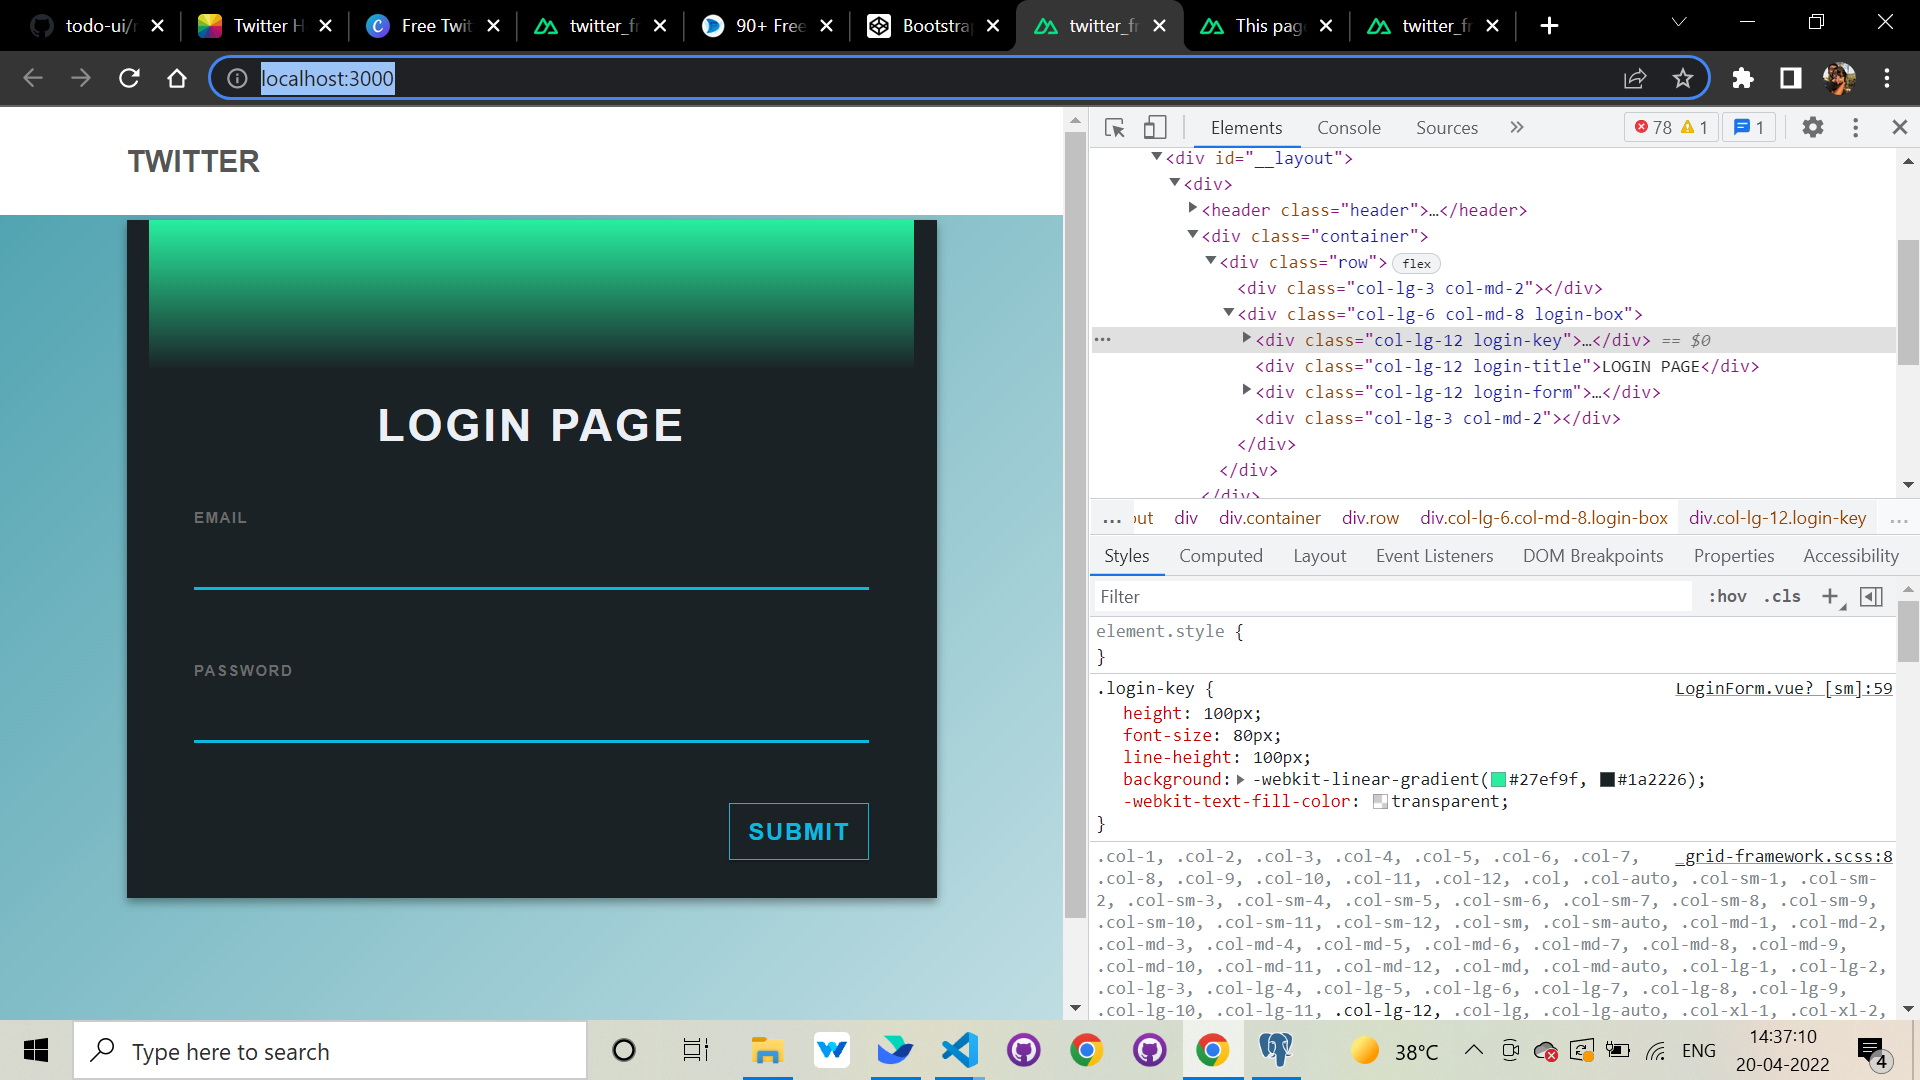 todo-ui/r
Twitter H
Free Twit
twitter_fr
90+ Free
Bootstrap
twitter_fr
This page
twitter_fr
localhost:3000
TWITTER
LOGIN PAGE
EMAIL
PASSWORD
SUBMIT
Elements Console Sources » 78 1 1
<div id="__layout">
<div>
<header class="header">…</header>
<div class="container">
<div class="row"> flex
<div class="col-lg-3 col-md-2"></div>
<div class="col-lg-6 col-md-8 login-box">
<div class="col-lg-12 login-key">…</div> == $0
<div class="col-lg-12 login-title">LOGIN PAGE</div>
<div class="col-lg-12 login-form">…</div>
<div class="col-lg-3 col-md-2"></div>
</div>
</div>
</div>
... out div div.container div.row div.col-lg-6.col-md-8.login-box div.col-lg-12.login-key ...
Styles Computed Layout Event Listeners DOM Breakpoints Properties Accessibility
Filter :hov .cls +
element.style {
}
.login-key { LoginForm.vue? [sm]:59
height: 100px;
font-size: 80px;
line-height: 100px;
background: -webkit-linear-gradient(#27ef9f, #1a2226);
-webkit-text-fill-color: transparent;
}
.col-1, .col-2, .col-3, .col-4, .col-5, .col-6, .col-7, _grid-framework.scss:8
.col-8, .col-9, .col-10, .col-11, .col-12, .col, .col-auto, .col-sm-1, .col-sm-
2, .col-sm-3, .col-sm-4, .col-sm-5, .col-sm-6, .col-sm-7, .col-sm-8, .col-sm-9,
.col-sm-10, .col-sm-11, .col-sm-12, .col-sm, .col-sm-auto, .col-md-1, .col-md-2,
.col-md-3, .col-md-4, .col-md-5, .col-md-6, .col-md-7, .col-md-8, .col-md-9,
.col-md-10, .col-md-11, .col-md-12, .col-md, .col-md-auto, .col-lg-1, .col-lg-2,
.col-lg-3, .col-lg-4, .col-lg-5, .col-lg-6, .col-lg-7, .col-lg-8, .col-lg-9,
.col-lg-10, .col-lg-11, .col-lg-12, .col-lg, .col-lg-auto, .col-xl-1, .col-xl-2,
Type here to search
38°C
ENG
14:37:10
20-04-2022
4